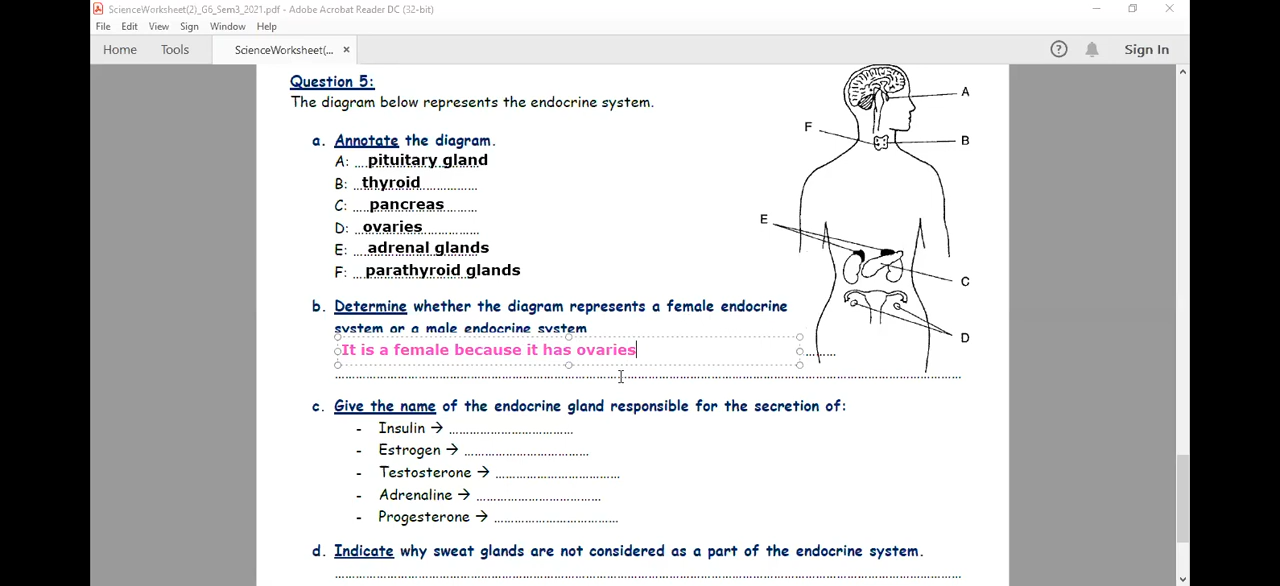 ScienceWorksheet(2)_G6_Sem3_2021.pdf - Adobe Acrobat Reader DC (32-bit)
File Edit View Sign Window Help
Home Tools ScienceWorksheet(... × Sign In
Question 5:
The diagram below represents the endocrine system.
a. Annotate the diagram.
A: ... pituitary gland
B: ... thyroid ...............
C: ... pancreas ........
D: ... ovaries ...............
E: ... adrenal glands
F: ... parathyroid glands
A
F
B
E
C
D
b. Determine whether the diagram represents a female endocrine
system or a male endocrine system
It is a female because it has ovaries ........
................................................................................
c. Give the name of the endocrine gland responsible for the secretion of:
- Insulin → ................................
- Estrogen → ................................
- Testosterone → ................................
- Adrenaline → ................................
- Progesterone → ................................
d. Indicate why sweat glands are not considered as a part of the endocrine system.
................................................................................